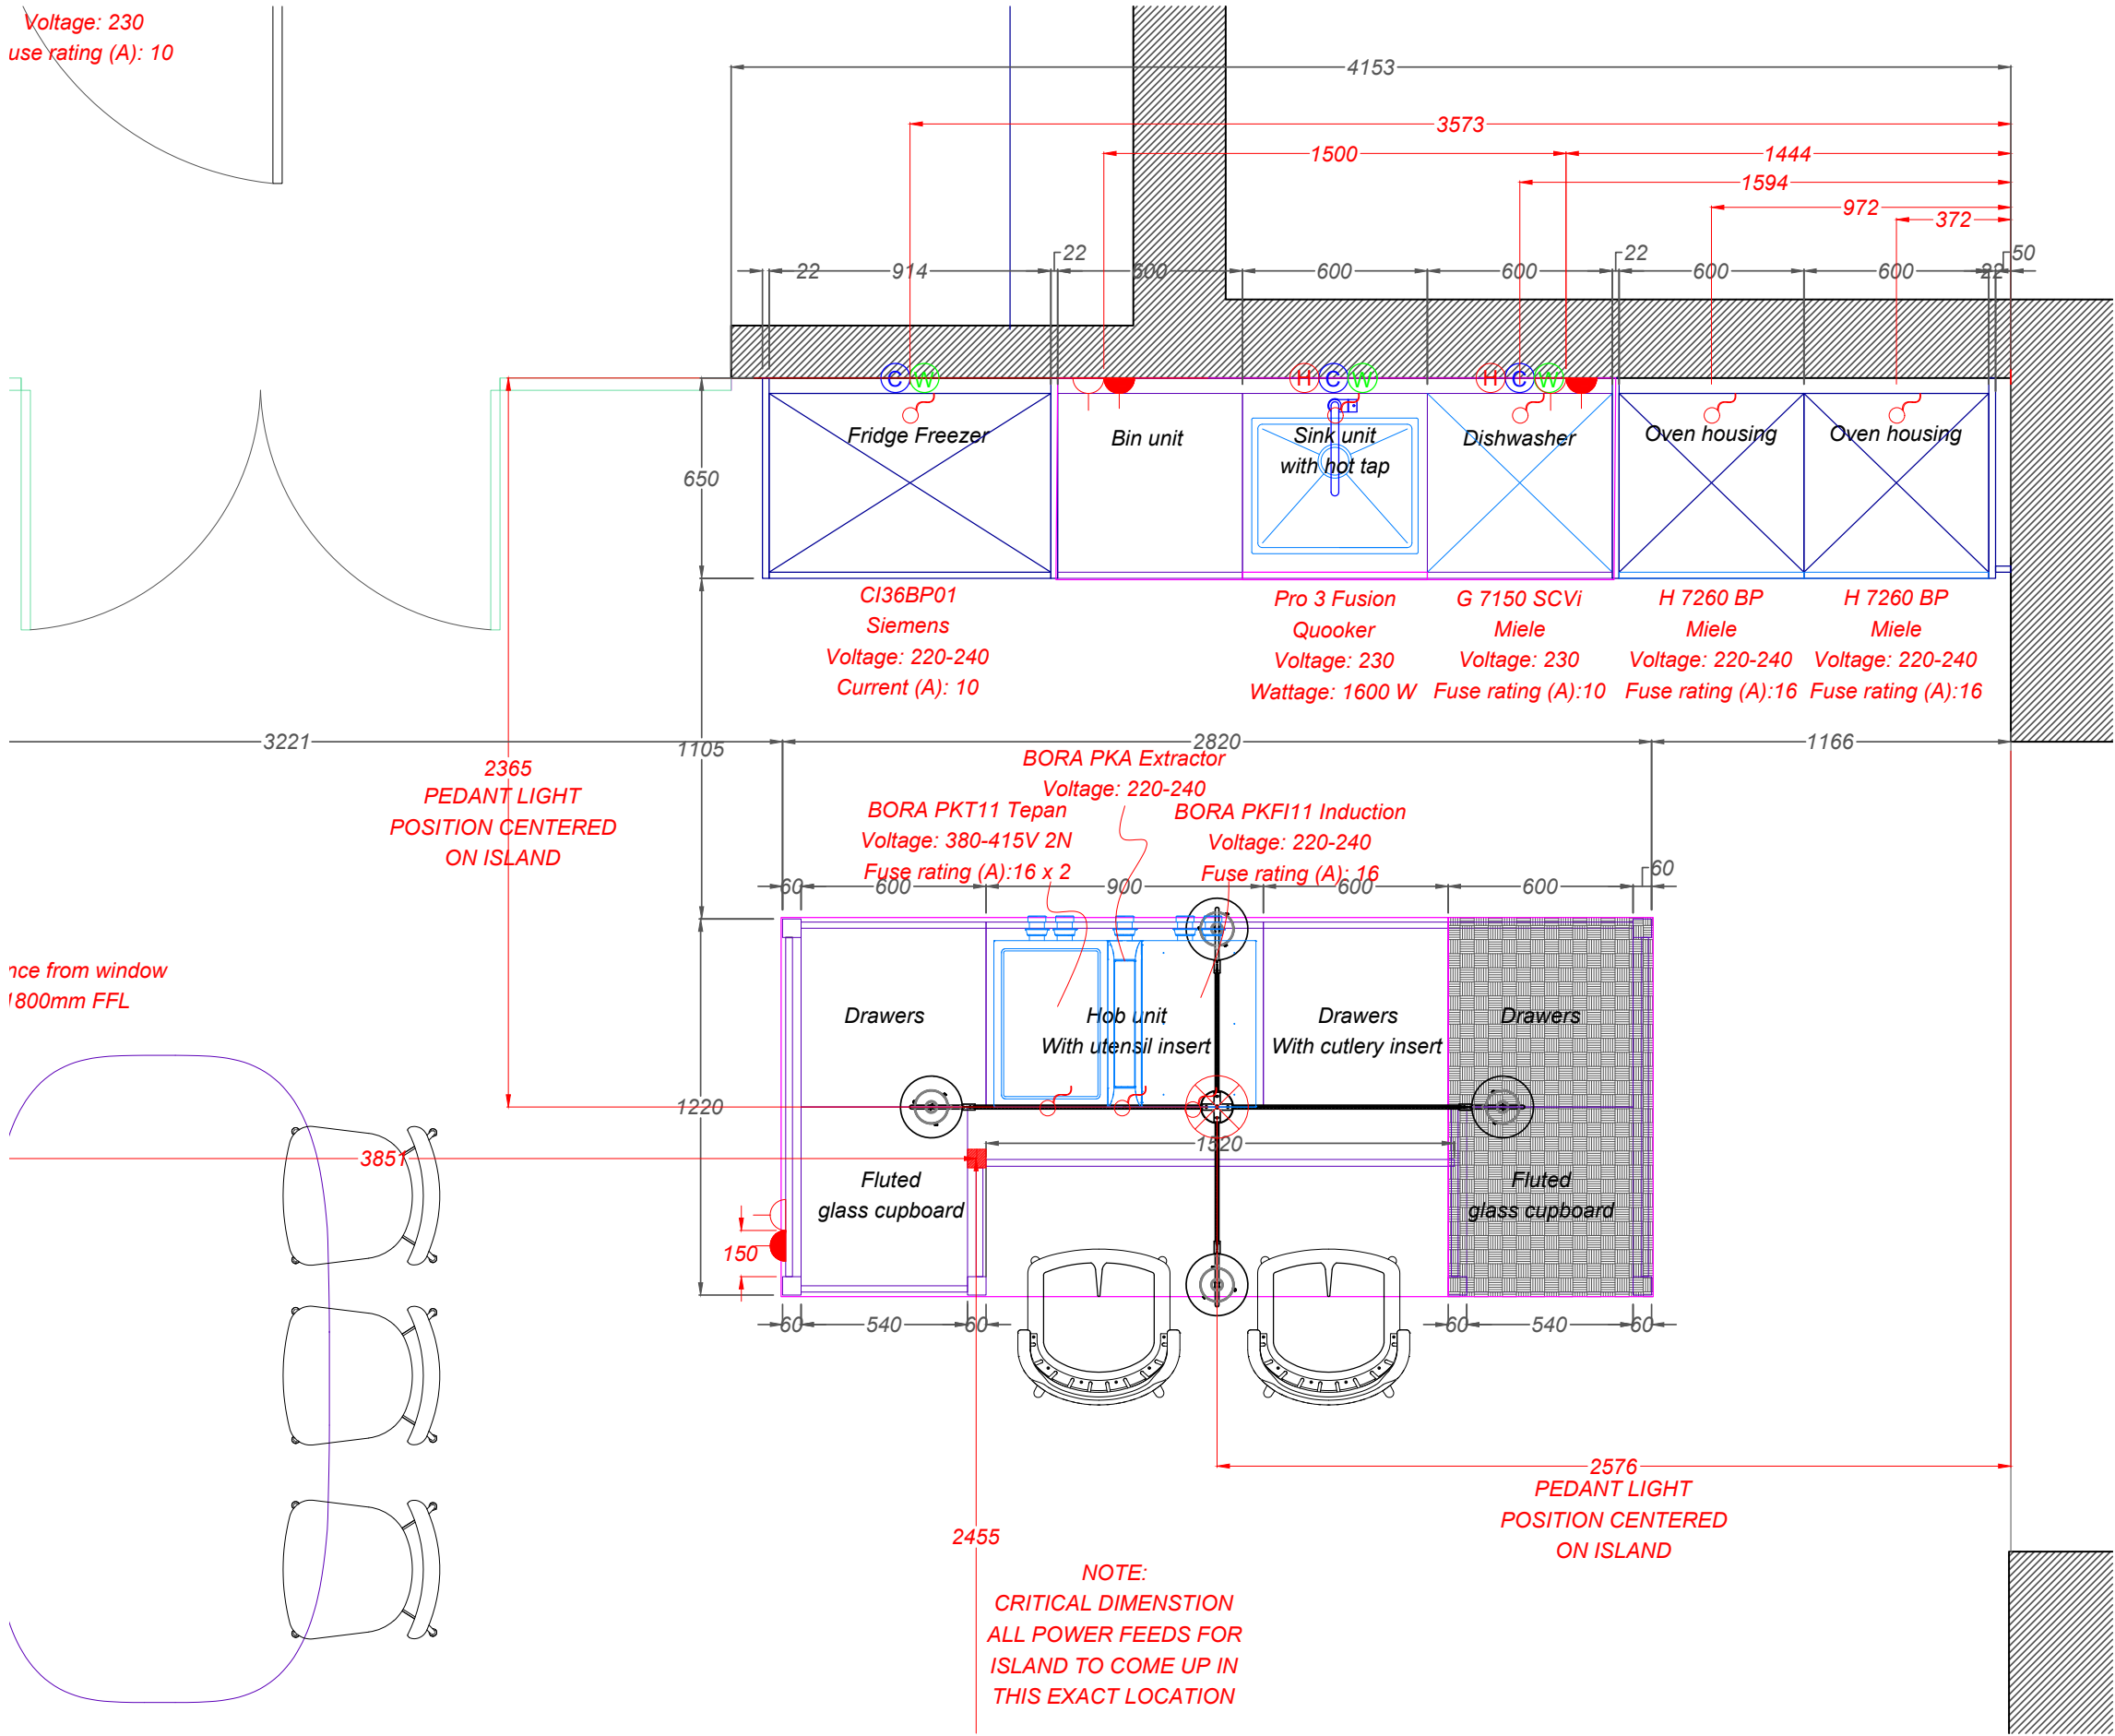 Voltage: 230
use rating (A): 10
4153
3573
1500
1444
1594
972
372
22
914
22
600
600
600
22
600
600
22
50
C W
H C W
H C W
Fridge Freezer
Bin unit
Sink unit
with hot tap
Dishwasher
Oven housing
Oven housing
650
CI36BP01
Siemens
Voltage: 220-240
Current (A): 10
Pro 3 Fusion
Quooker
Voltage: 230
Wattage: 1600 W
G 7150 SCVi
Miele
Voltage: 230
Fuse rating (A):10
H 7260 BP
Miele
Voltage: 220-240
Fuse rating (A):16
H 7260 BP
Miele
Voltage: 220-240
Fuse rating (A):16
3221
1105
2820
1166
2365
PEDANT LIGHT
POSITION CENTERED
ON ISLAND
BORA PKA Extractor
Voltage: 220-240
BORA PKT11 Tepan
Voltage: 380-415V 2N
Fuse rating (A):16 x 2
BORA PKFI11 Induction
Voltage: 220-240
Fuse rating (A): 16
60
600
900
600
600
60
nce from window
1800mm FFL
Drawers
Hob unit
With utensil insert
Drawers
With cutlery insert
Drawers
1220
1520
3851
Fluted
glass cupboard
Fluted
glass cupboard
150
60
540
60
60
540
60
2576
PEDANT LIGHT
POSITION CENTERED
ON ISLAND
2455
NOTE:
CRITICAL DIMENSTION
ALL POWER FEEDS FOR
ISLAND TO COME UP IN
THIS EXACT LOCATION